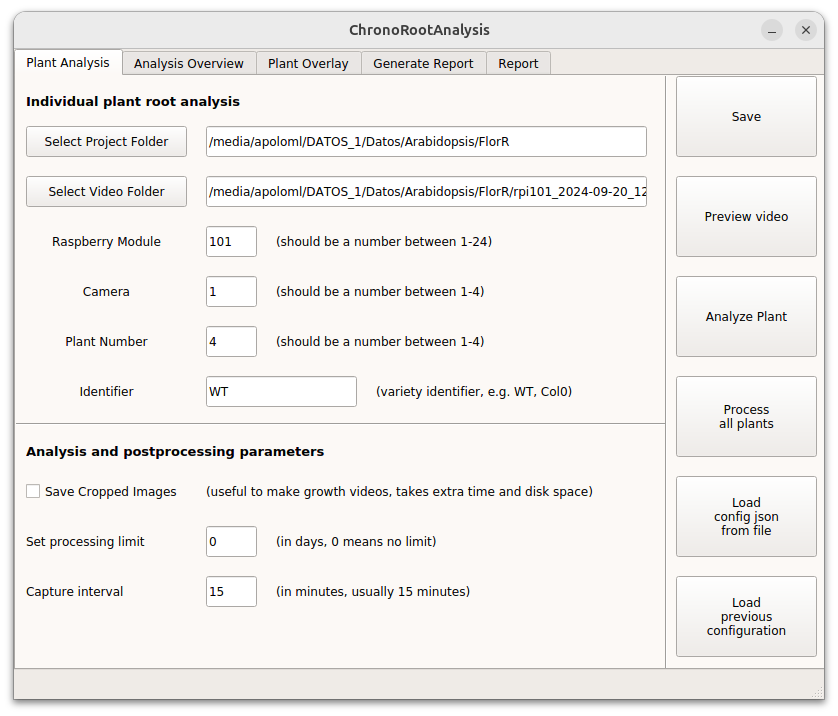 ChronoRootAnalysis
Plant Analysis Analysis Overview Plant Overlay Generate Report Report
Individual plant root analysis
Select Project Folder /media/apoloml/DATOS_1/Datos/Arabidopsis/FlorR
Select Video Folder /media/apoloml/DATOS_1/Datos/Arabidopsis/FlorR/rpi101_2024-09-20_12
Raspberry Module 101 (should be a number between 1-24)
Camera 1 (should be a number between 1-4)
Plant Number 4 (should be a number between 1-4)
Identifier WT (variety identifier, e.g. WT, Col0)
Analysis and postprocessing parameters
Save Cropped Images (useful to make growth videos, takes extra time and disk space)
Set processing limit 0 (in days, 0 means no limit)
Capture interval 15 (in minutes, usually 15 minutes)
Save
Preview video
Analyze Plant
Process
all plants
Load
config json
from file
Load
previous
configuration